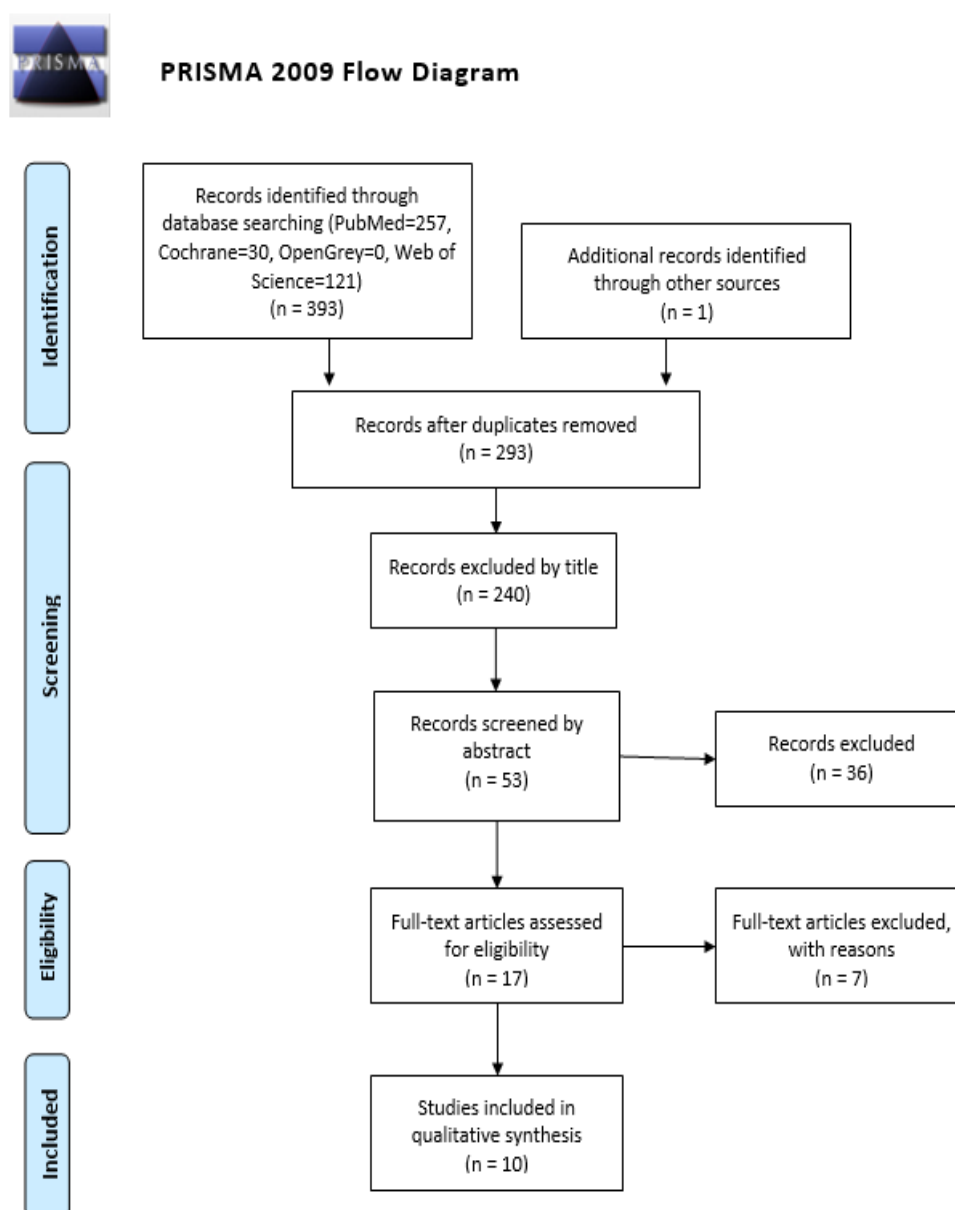 PRISMA
PRISMA 2009 Flow Diagram
Identification
Records identified through
database searching (PubMed=257,
Cochrane=30, OpenGrey=0, Web of
Science=121)
(n = 393)
Additional records identified
through other sources
(n = 1)
Records after duplicates removed
(n = 293)
Screening
Records excluded by title
(n = 240)
Records screened by
abstract
(n = 53)
Records excluded
(n = 36)
Eligibility
Full-text articles assessed
for eligibility
(n = 17)
Full-text articles excluded,
with reasons
(n = 7)
Included
Studies included in
qualitative synthesis
(n = 10)